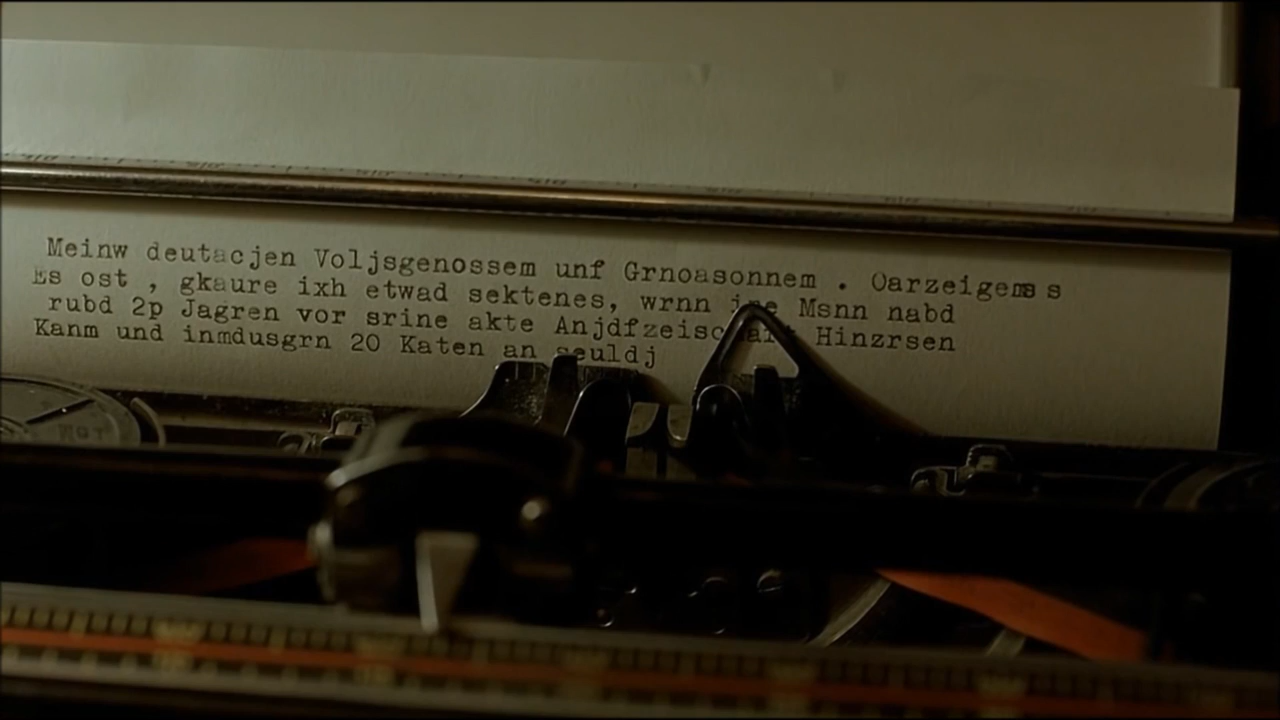 Meinw deutacjen Voljsgenossem unf Grnoasonnem . Oarzeigems s
Es ost , gkaure ixh etwad sektenes, wrnn ine Msnn nabd
rubd 2p Jagren vor srine akte Hinzrsen
Kanm und inmdusgrn 20 Katen an seuldj